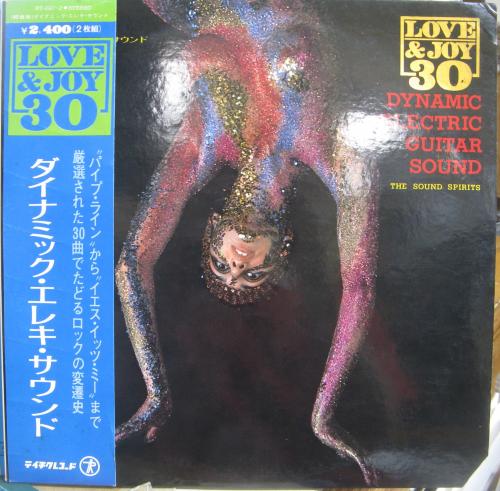 ¥2,400(2枚組)
LOVE
& JOY
30
"パイプ・ライン"から"イエス・イッツ・ミー"まで
厳選された30曲でたどるロックの変遷史
ダイナミック・エレキ・サウンド
テイチクレコード
サウンド
LOVE
& JOY
30
DYNAMIC
ELECTRIC
GUITAR
SOUND
THE SOUND SPIRITS